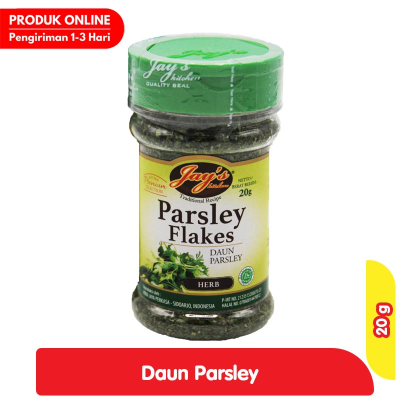 PRODUK ONLINE
Pengiriman 1-3 Hari
Jay's
kitchen
QUALITY SEAL
Jay's
kitchen
Traditional Recipe
NETTO /
20g
Parsley
Flakes
DAUN
PARSLEY
HERB
SIDOARJO, INDONESIA
20 g
Daun Parsley